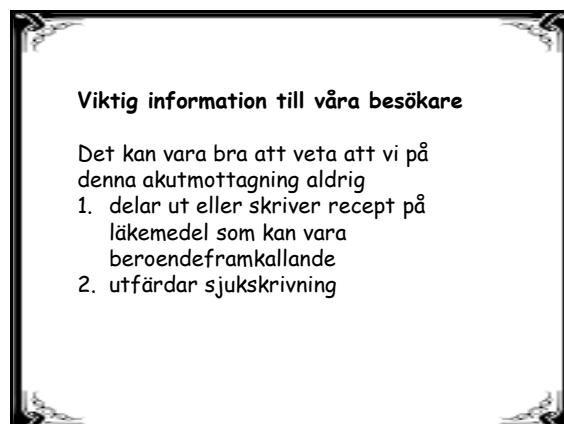 Viktig information till våra besökare
Det kan vara bra att veta att vi på
denna akutmottagning aldrig
1. delar ut eller skriver recept på
läkemedel som kan vara
beroendeframkallande
2. utfärdar sjukskrivning